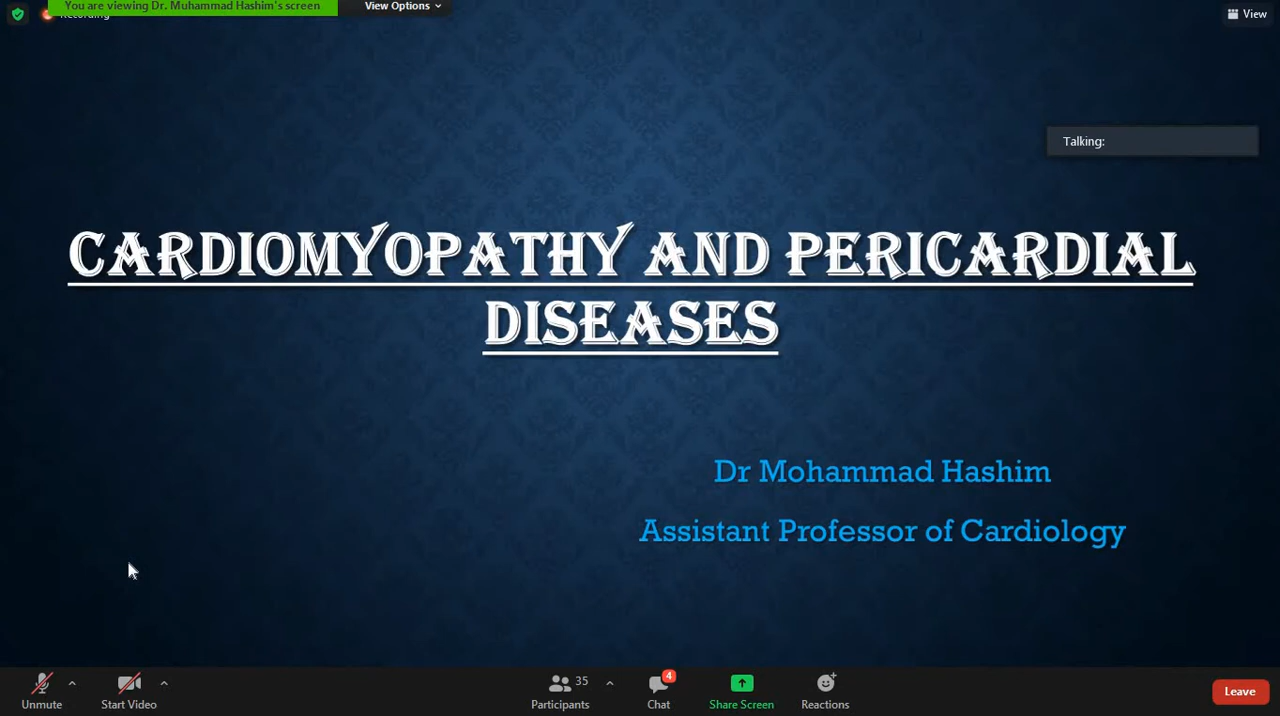 You are viewing Dr. Muhammad Hashim's screen
View Options
Recording
View
Talking:
CARDIOMYOPATHY AND PERICARDIAL
DISEASES
Dr Mohammad Hashim
Assistant Professor of Cardiology
Unmute
Start Video
35
Participants
4
Chat
Share Screen
Reactions
Leave